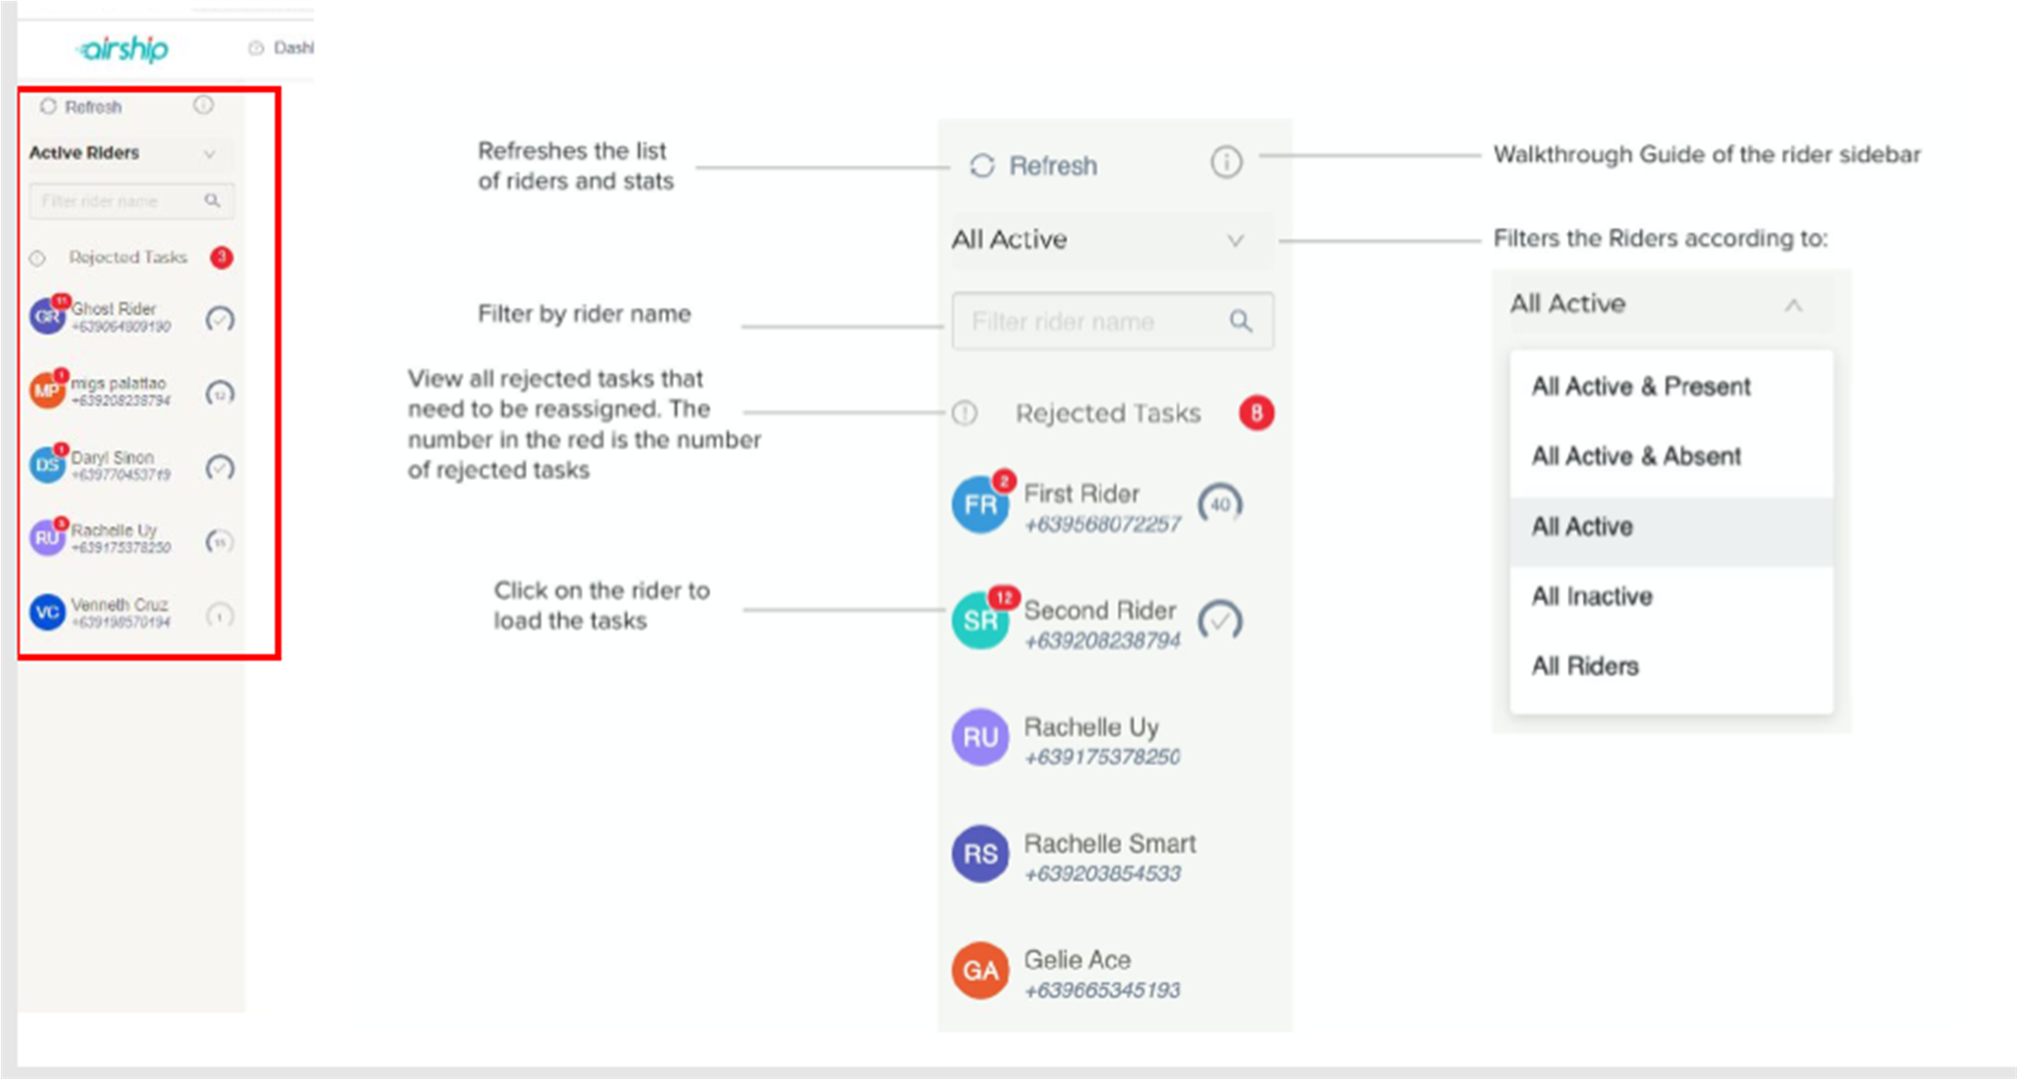 airship
Dash
Refresh
Active Riders
Filter rider name
Rejected Tasks 3
GR 11 Ghost Rider
+639064909190
MP 1 migs palattao
+639208238794
12
DS 1 Daryl Sinon
+639770453719
RU Rachelle Uy
+639175378250
15
VC Venneth Cruz
+639198570194
1
Refreshes the list
of riders and stats
Filter by rider name
View all rejected tasks that
need to be reassigned. The
number in the red is the number
of rejected tasks
Click on the rider to
load the tasks
Refresh
All Active
Filter rider name
Rejected Tasks 8
FR 2 First Rider 40
+639568072257
SR 12 Second Rider
+639208238794
RU Rachelle Uy
+639175378250
RS Rachelle Smart
+639203854533
GA Gelie Ace
+639665345193
Walkthrough Guide of the rider sidebar
Filters the Riders according to:
All Active
All Active & Present
All Active & Absent
All Active
All Inactive
All Riders